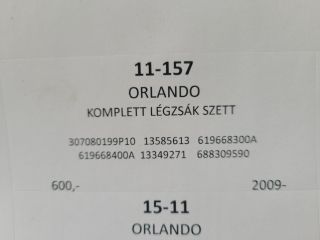 11-157
ORLANDO
KOMPLETT LÉGZSÁK SZETT
307080199P10 13585613 619668300A
619668400A 13349271 688309590
600,- 2009-
15-11
ORLANDO